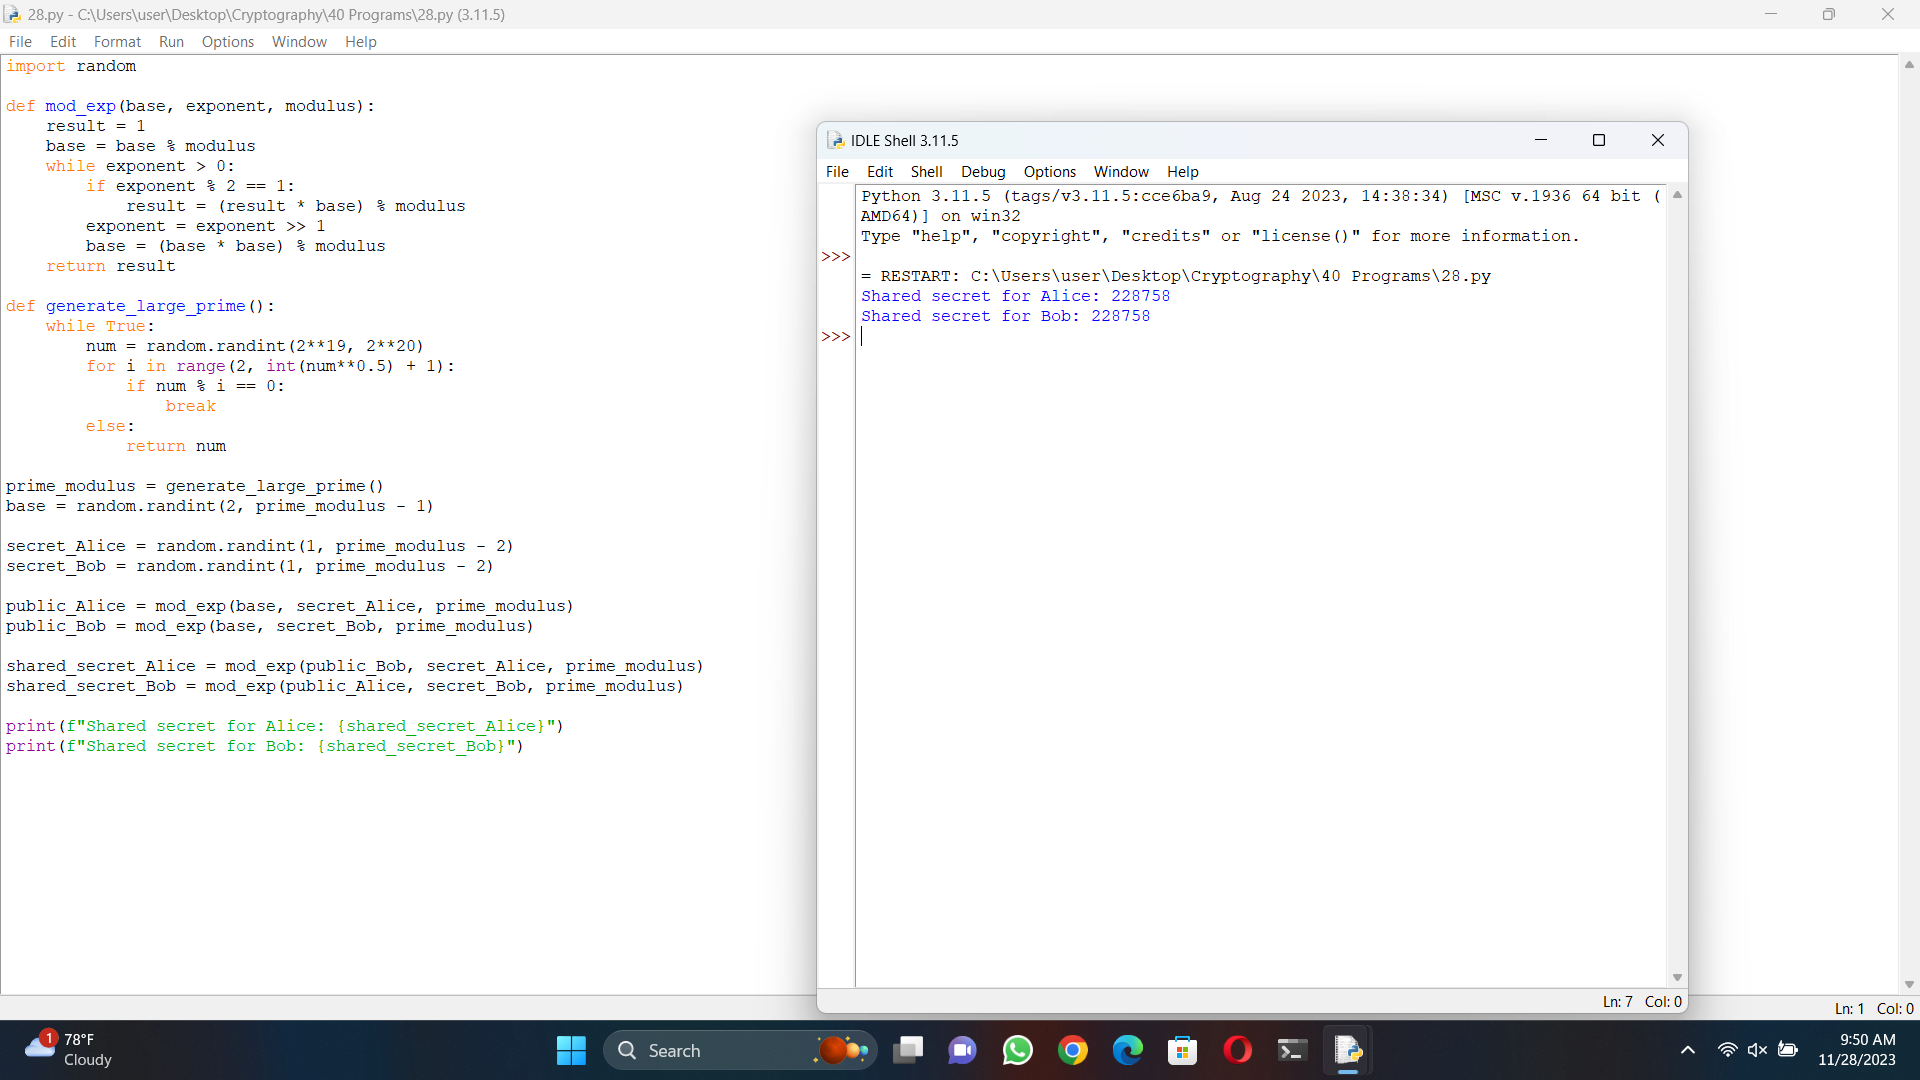 28.py - C:\Users\user\Desktop\Cryptography\40 Programs\28.py (3.11.5)
File Edit Format Run Options Window Help
import random

def mod_exp(base, exponent, modulus):
    result = 1
    base = base % modulus
    while exponent > 0:
        if exponent % 2 == 1:
            result = (result * base) % modulus
        exponent = exponent >> 1
        base = (base * base) % modulus
    return result

def generate_large_prime():
    while True:
        num = random.randint(2**19, 2**20)
        for i in range(2, int(num**0.5) + 1):
            if num % i == 0:
                break
        else:
            return num

prime_modulus = generate_large_prime()
base = random.randint(2, prime_modulus - 1)

secret_Alice = random.randint(1, prime_modulus - 2)
secret_Bob = random.randint(1, prime_modulus - 2)

public_Alice = mod_exp(base, secret_Alice, prime_modulus)
public_Bob = mod_exp(base, secret_Bob, prime_modulus)

shared_secret_Alice = mod_exp(public_Bob, secret_Alice, prime_modulus)
shared_secret_Bob = mod_exp(public_Alice, secret_Bob, prime_modulus)

print(f"Shared secret for Alice: {shared_secret_Alice}")
print(f"Shared secret for Bob: {shared_secret_Bob}")
IDLE Shell 3.11.5
File Edit Shell Debug Options Window Help
Python 3.11.5 (tags/v3.11.5:cce6ba9, Aug 24 2023, 14:38:34) [MSC v.1936 64 bit (
AMD64)] on win32
Type "help", "copyright", "credits" or "license()" for more information.
>>>
= RESTART: C:\Users\user\Desktop\Cryptography\40 Programs\28.py
Shared secret for Alice: 228758
Shared secret for Bob: 228758
>>>
Ln: 7 Col: 0
Ln: 1 Col: 0
1
78°F
Cloudy
Search
9:50 AM
11/28/2023